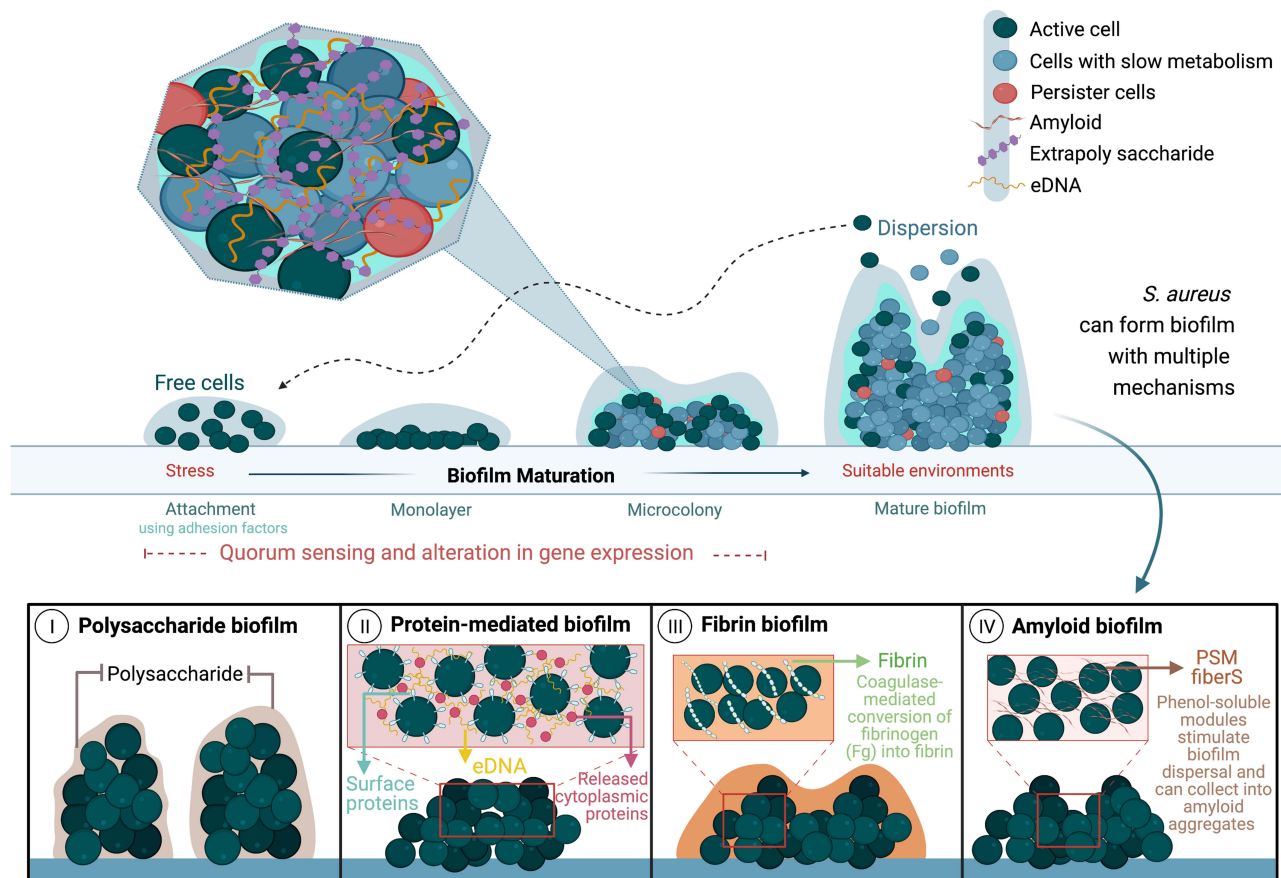 Active cell
Cells with slow metabolism
Persister cells
Amyloid
Extrapoly saccharide
eDNA
Dispersion
S. aureus
can form biofilm
with multiple
mechanisms
Free cells
Stress
Biofilm Maturation
Suitable environments
Attachment
using adhesion factors
Monolayer
Microcolony
Mature biofilm
Quorum sensing and alteration in gene expression
I Polysaccharide biofilm
Polysaccharide
II Protein-mediated biofilm
Surface
proteins
eDNA
Released
cytoplasmic
proteins
III Fibrin biofilm
Fibrin
Coagulase-
mediated
conversion of
fibrinogen
(Fg) into fibrin
IV Amyloid biofilm
PSM
fiberS
Phenol-soluble
modules
stimulate
biofilm
dispersal and
can collect into
amyloid
aggregates